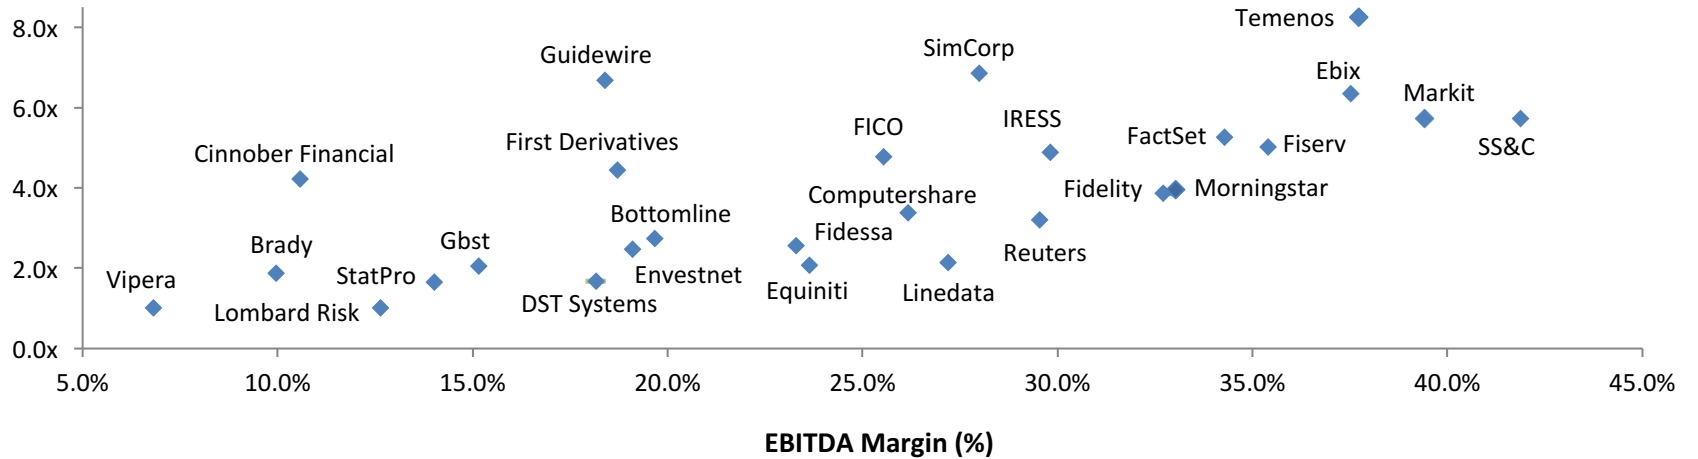 8.0x
6.0x
4.0x
2.0x
0.0x
Temenos
SimCorp
Guidewire
Ebix
Markit
IRESS
FICO
FactSet
Fiserv
SS&C
First Derivatives
Cinnober Financial
Fidelity
Morningstar
Computershare
Bottomline
Fidessa
Gbst
Brady
Reuters
StatPro
Envestnet
Vipera
Equiniti
Linedata
DST Systems
Lombard Risk
5.0%
10.0%
15.0%
20.0%
25.0%
30.0%
35.0%
40.0%
45.0%
EBITDA Margin (%)